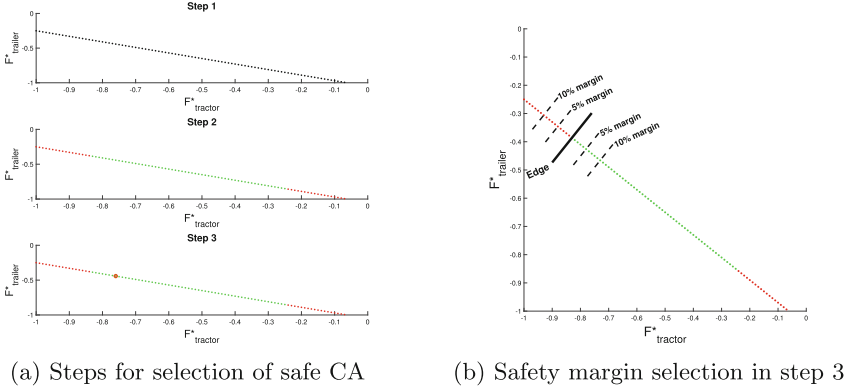 Step 1
F*trailer
0
-0.5
-1
-1 -0.9 -0.8 -0.7 -0.6 -0.5 -0.4 -0.3 -0.2 -0.1 0
F*tractor
Step 2
F*trailer
0
-0.5
-1
-1 -0.9 -0.8 -0.7 -0.6 -0.5 -0.4 -0.3 -0.2 -0.1 0
F*tractor
Step 3
F*trailer
0
-0.5
-1
-1 -0.9 -0.8 -0.7 -0.6 -0.5 -0.4 -0.3 -0.2 -0.1 0
F*tractor
(a) Steps for selection of safe CA
0
-0.1
-0.2
-0.3
-0.4
-0.5
-0.6
-0.7
-0.8
-0.9
-1
F*trailer
10% margin
5% margin
5% margin
10% margin
Edge
-1 -0.9 -0.8 -0.7 -0.6 -0.5 -0.4 -0.3 -0.2 -0.1 0
F*tractor
(b) Safety margin selection in step 3